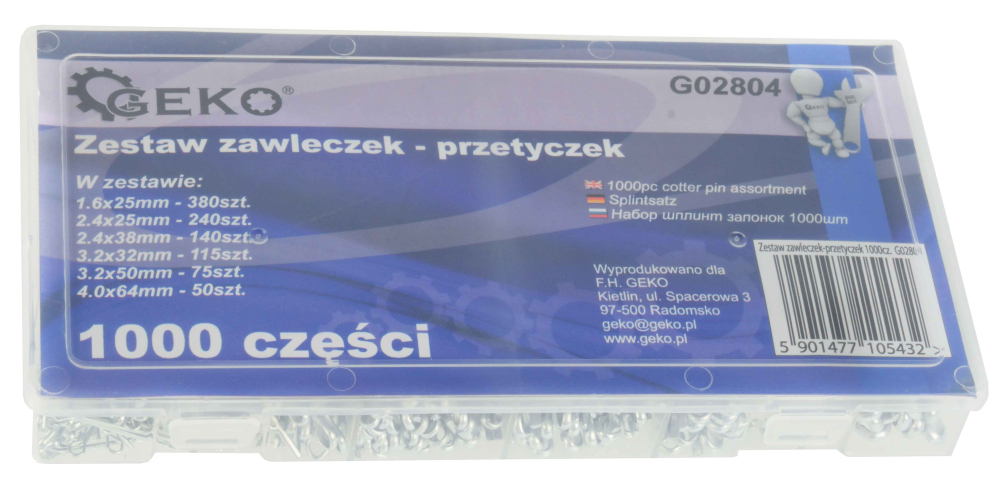 GEKO®
G02804
Zestaw zawleczek - przetyczek
W zestawie:
1.6x25mm - 380szt.
2.4x25mm - 240szt.
2.4x38mm - 140szt.
3.2x32mm - 115szt.
3.2x50mm - 75szt.
4.0x64mm - 50szt.
1000 części
1000pc cotter pin assortment
Splintsatz
Набор шплинт запонок 1000шт
Wyprodukowano dla
F.H. GEKO
Kietlin, ul. Spacerowa 3
97-500 Radomsko
geko@geko.pl
www.geko.pl
Zestaw zawleczek-przetyczek 1000cz. G02804
5 901477 105432 >